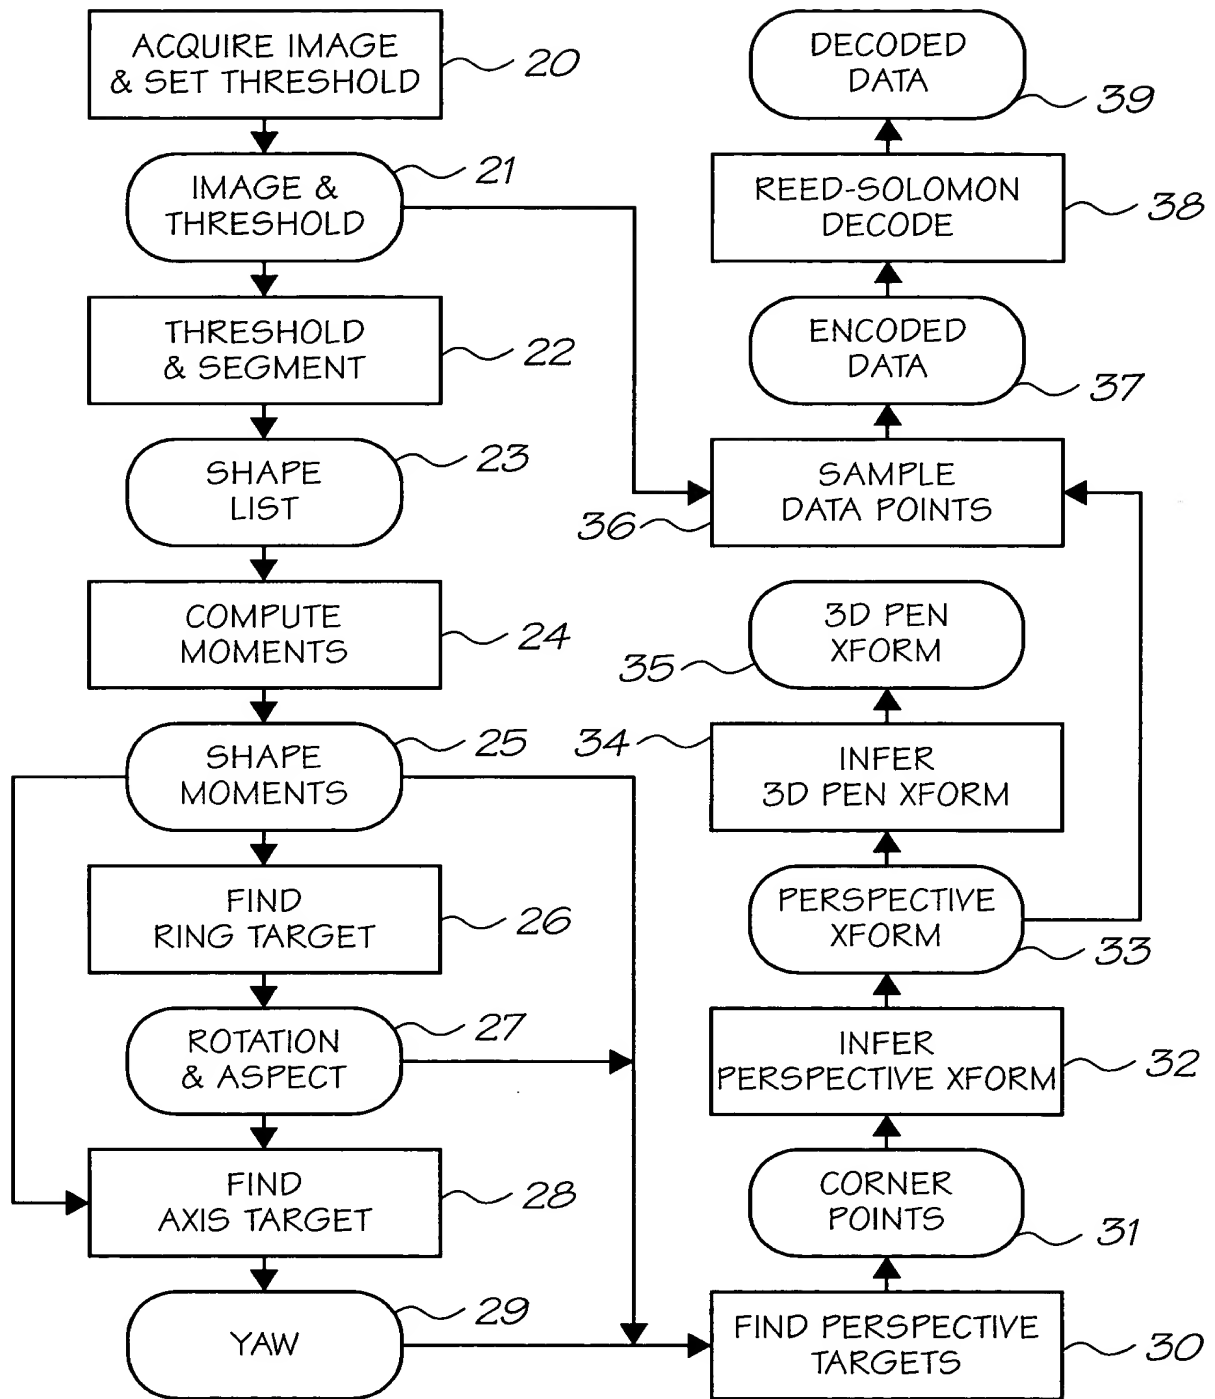 ACQUIRE IMAGE
& SET THRESHOLD
20
IMAGE &
THRESHOLD
21
THRESHOLD
& SEGMENT
22
SHAPE
LIST
23
COMPUTE
MOMENTS
24
SHAPE
MOMENTS
25
FIND
RING TARGET
26
ROTATION
& ASPECT
27
FIND
AXIS TARGET
28
YAW
29
DECODED
DATA
39
REED-SOLOMON
DECODE
38
ENCODED
DATA
37
SAMPLE
DATA POINTS
36
3D PEN
XFORM
35
34
INFER
3D PEN XFORM
PERSPECTIVE
XFORM
33
INFER
PERSPECTIVE XFORM
32
CORNER
POINTS
31
FIND PERSPECTIVE
TARGETS
30